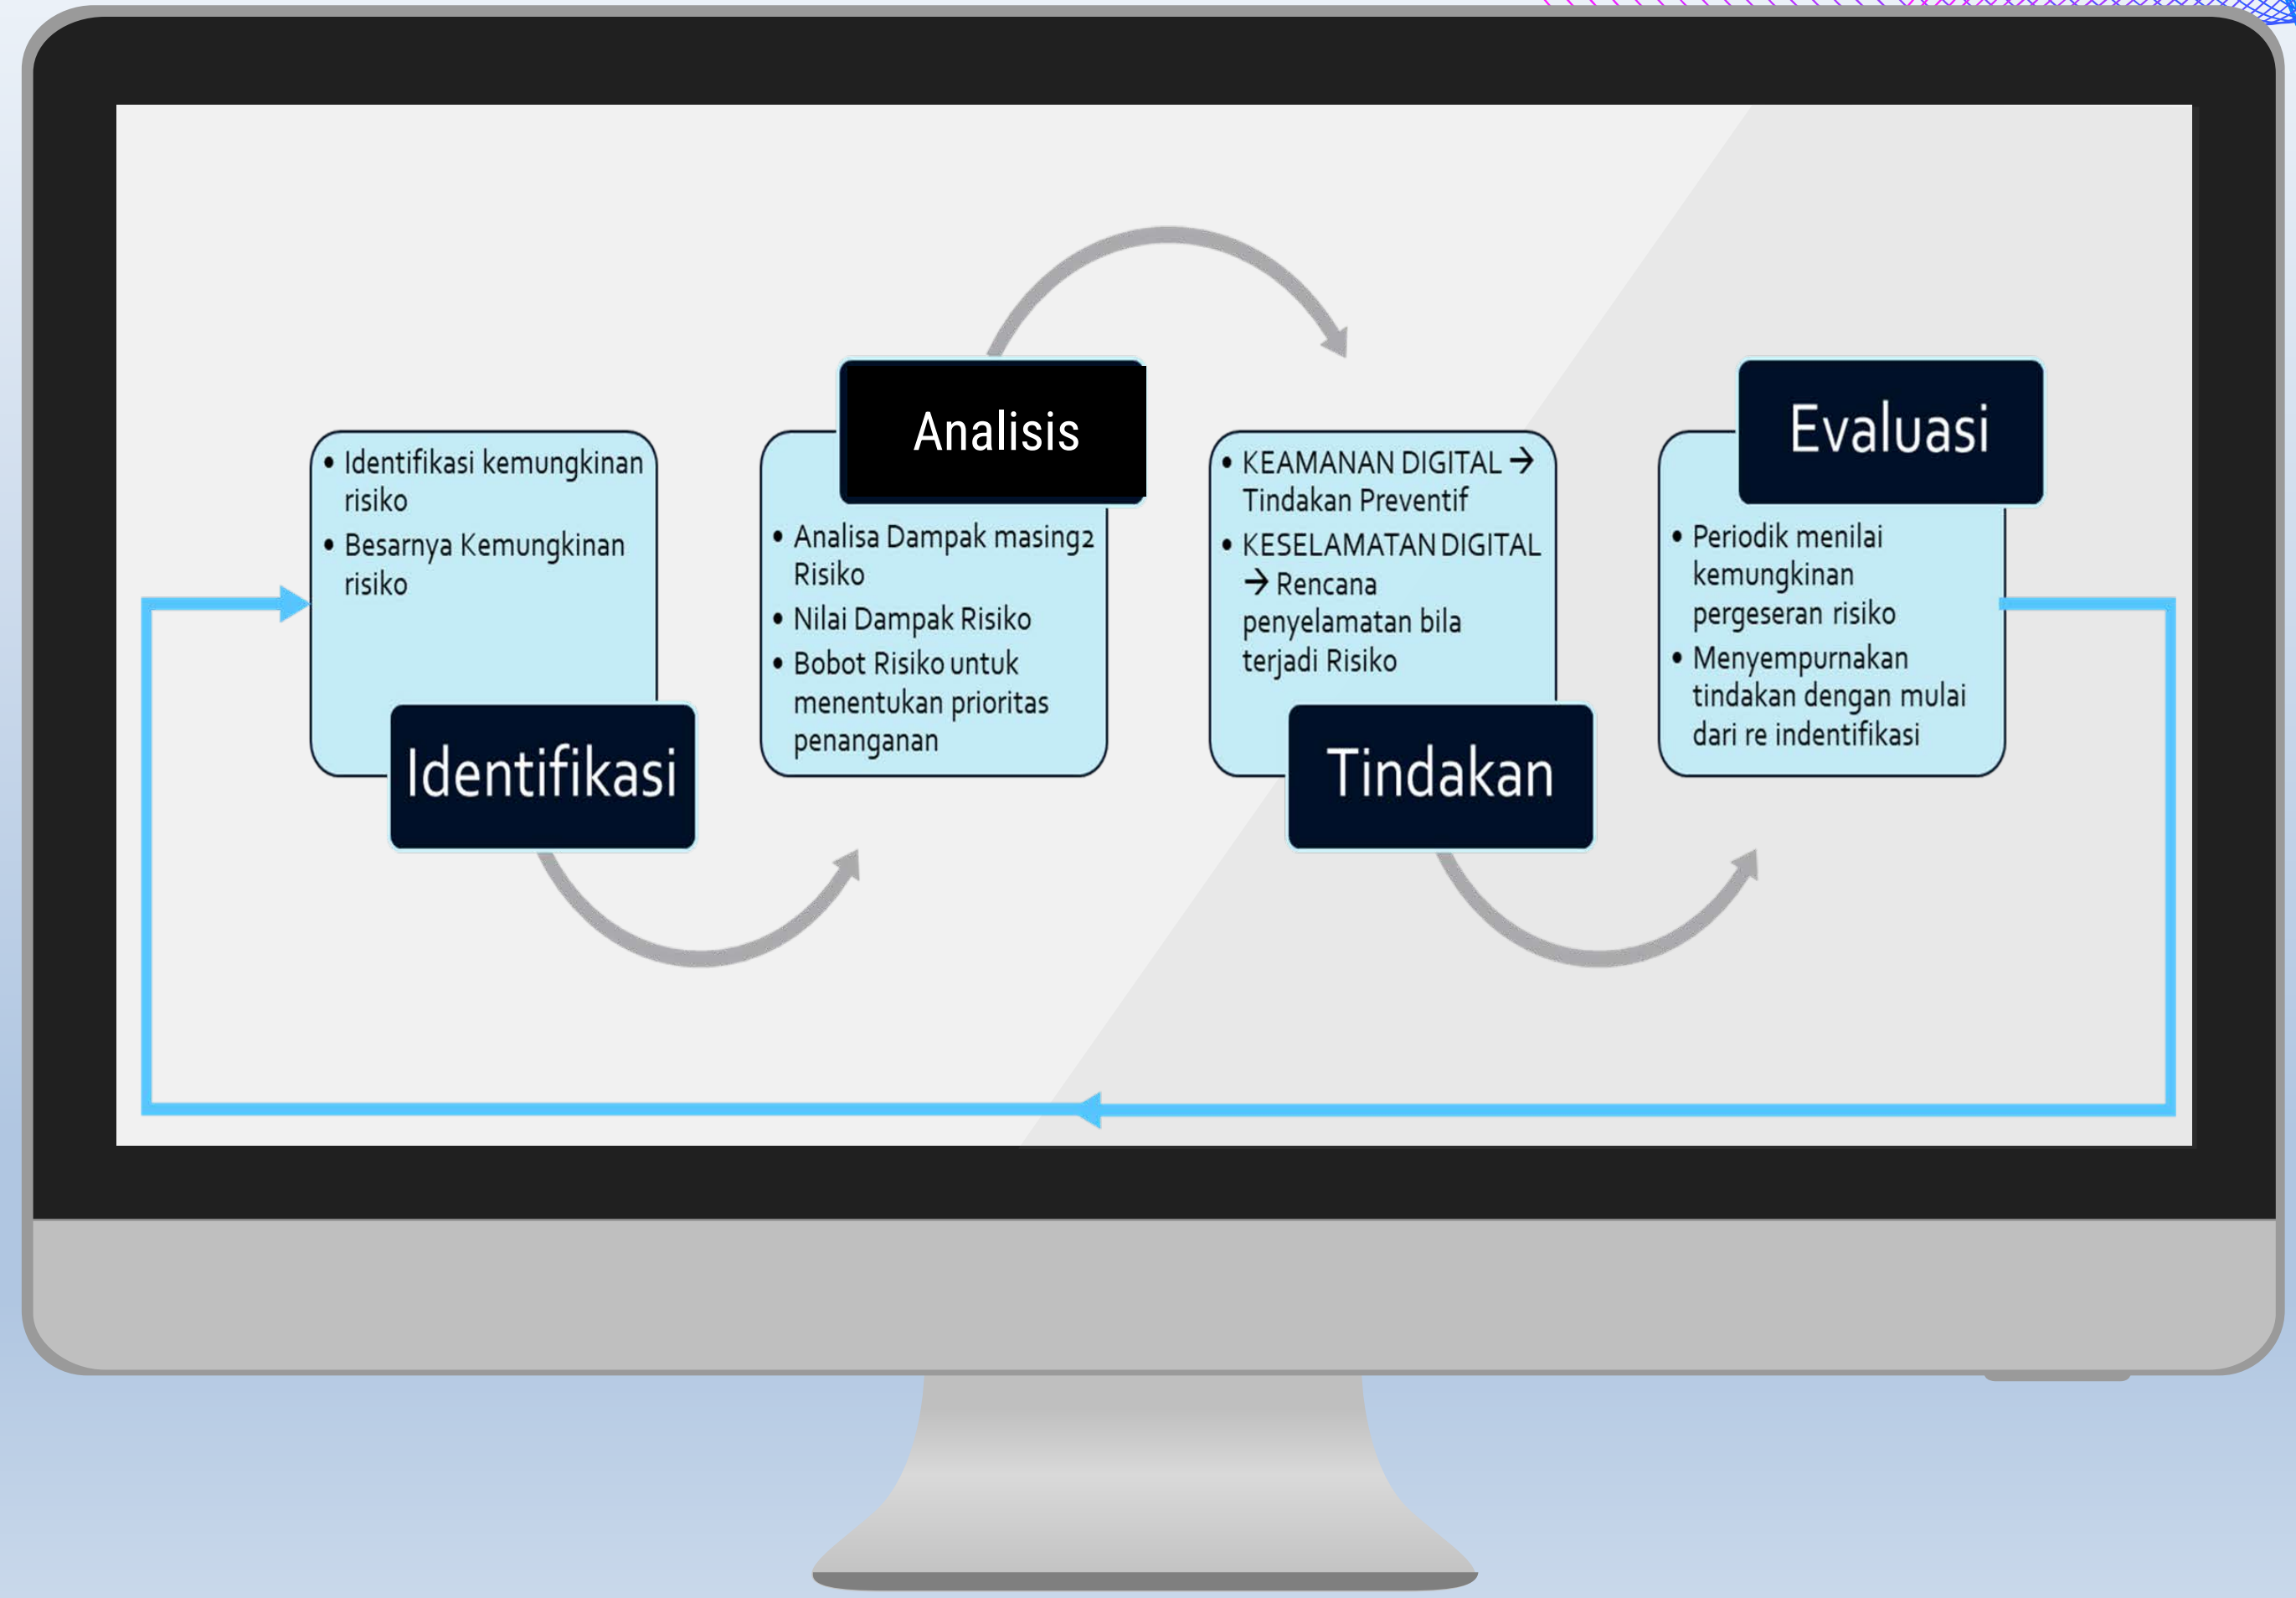 • Identifikasi kemungkinan
risiko
• Besarnya Kemungkinan
risiko
Identifikasi
Analisis
• Analisa Dampak masing2
Risiko
• Nilai Dampak Risiko
• Bobot Risiko untuk
menentukan prioritas
penanganan
• KEAMANAN DIGITAL →
Tindakan Preventif
• KESELAMATAN DIGITAL
→ Rencana
penyelamatan bila
terjadi Risiko
Tindakan
Evaluasi
• Periodik menilai
kemungkinan
pergeseran risiko
• Menyempurnakan
tindakan dengan mulai
dari re indentifikasi